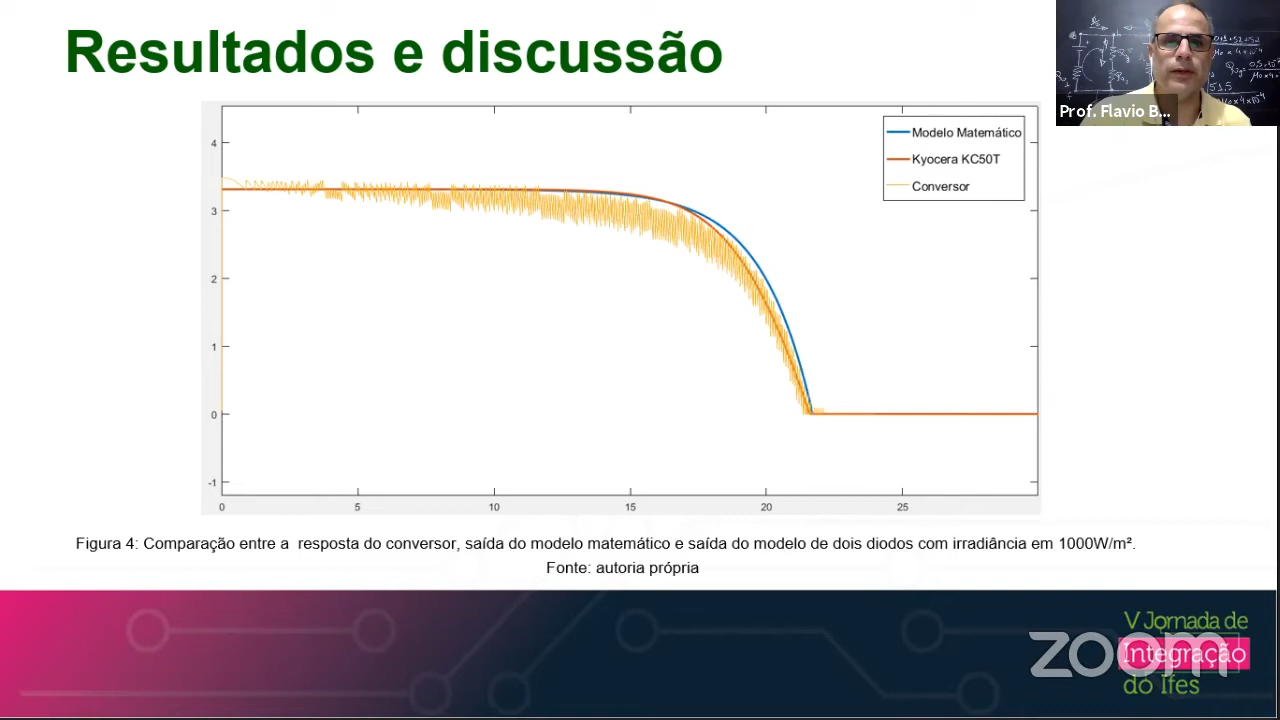 Resultados e discussão
Prof. Flavio B...
Modelo Matemático
Kyocera KC50T
Conversor
4
3
2
1
0
-1
0
5
10
15
20
25
Figura 4: Comparação entre a  resposta do conversor, saída do modelo matemático e saída do modelo de dois diodos com irradiância em 1000W/m².
Fonte: autoria própria
V Jornada de
Integração
do Ifes
zoom